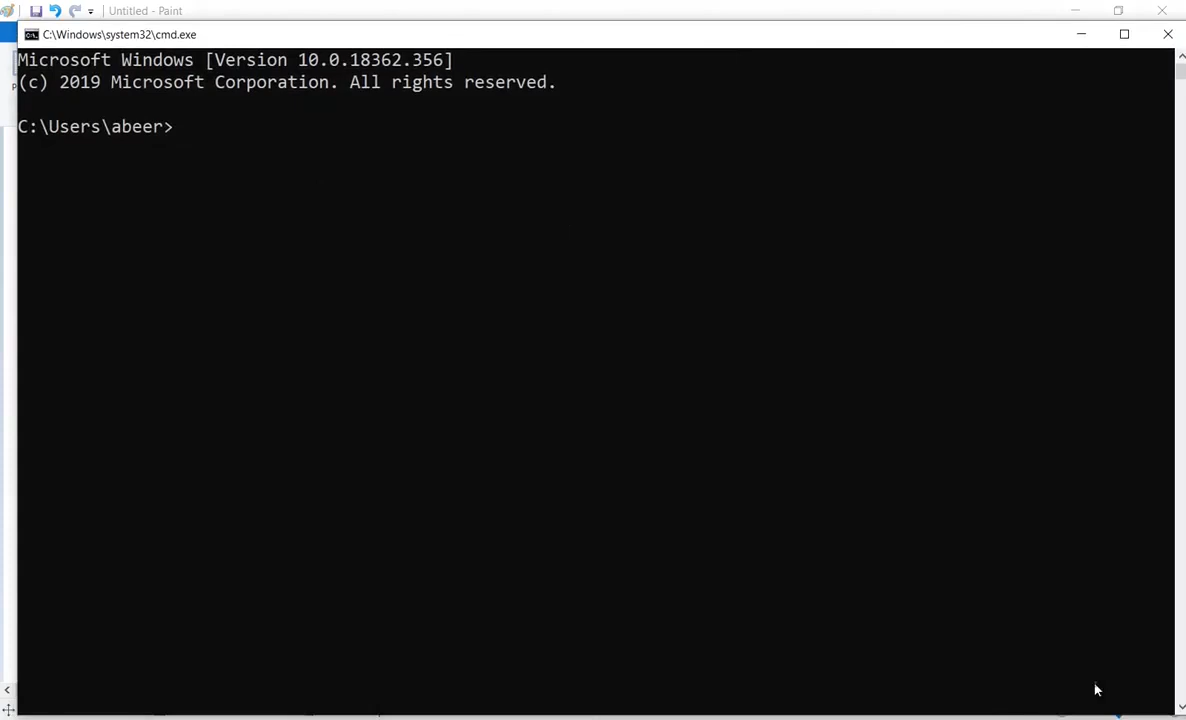 Untitled - Paint
C:\Windows\system32\cmd.exe
Microsoft Windows [Version 10.0.18362.356]
(c) 2019 Microsoft Corporation. All rights reserved.
C:\Users\abeer>